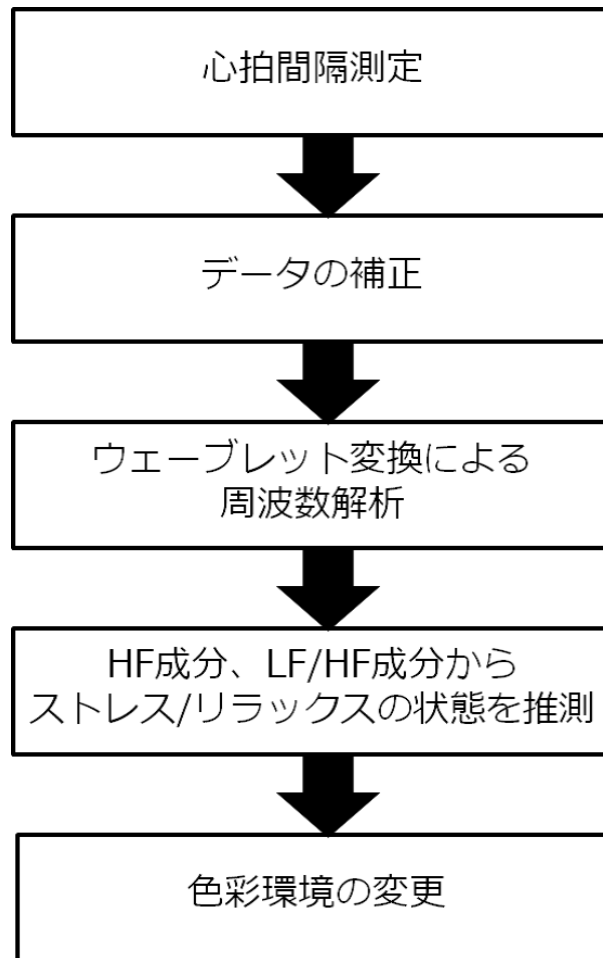 心拍間隔測定
データの補正
ウェーブレット変換による
周波数解析
HF成分、LF/HF成分から
ストレス/リラックスの状態を推測
色彩環境の変更